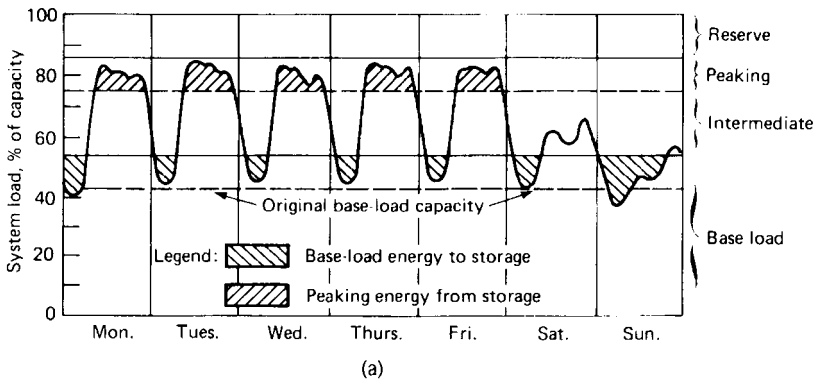 100
80
60
40
20
0
System load, % of capacity
Reserve
Peaking
Intermediate
Base load
Original base-load capacity
Legend:
Base-load energy to storage
Peaking energy from storage
Mon. Tues. Wed. Thurs. Fri. Sat. Sun.
(a)